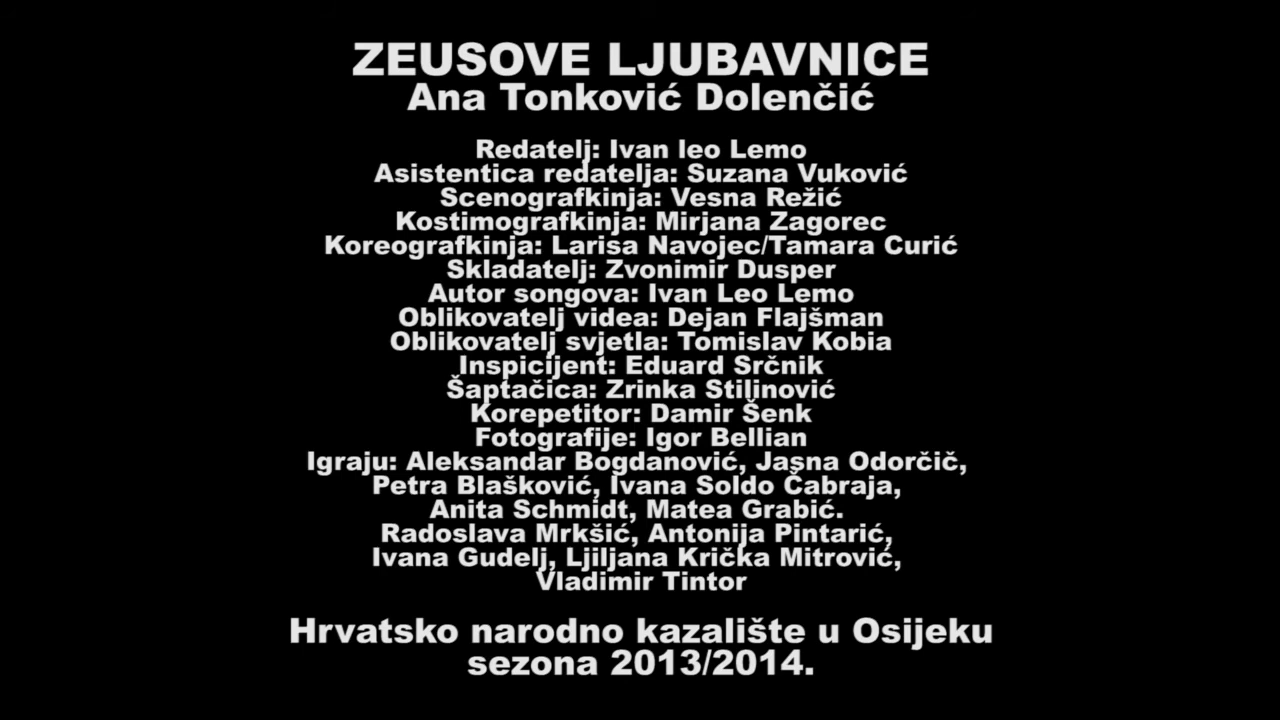 ZEUSOVE LJUBAVNICE
Ana Tonković Dolenčić
Redatelj: Ivan leo Lemo
Asistentica redatelja: Suzana Vuković
Scenografkinja: Vesna Režić
Kostimografkinja: Mirjana Zagorec
Koreografkinja: Larisa Navojec/Tamara Curić
Skladatelj: Zvonimir Dusper
Autor songova: Ivan Leo Lemo
Oblikovatelj videa: Dejan Flajšman
Oblikovatelj svjetla: Tomislav Kobia
Inspicijent: Eduard Srčnik
Šaptačica: Zrinka Stilinović
Korepetitor: Damir Šenk
Fotografije: Igor Bellian
Igraju: Aleksandar Bogdanović, Jasna Odorčič,
Petra Blašković, Ivana Soldo Čabraja,
Anita Schmidt, Matea Grabić.
Radoslava Mrkšić, Antonija Pintarić,
Ivana Gudelj, Ljiljana Krička Mitrović,
Vladimir Tintor
Hrvatsko narodno kazalište u Osijeku
sezona 2013/2014.